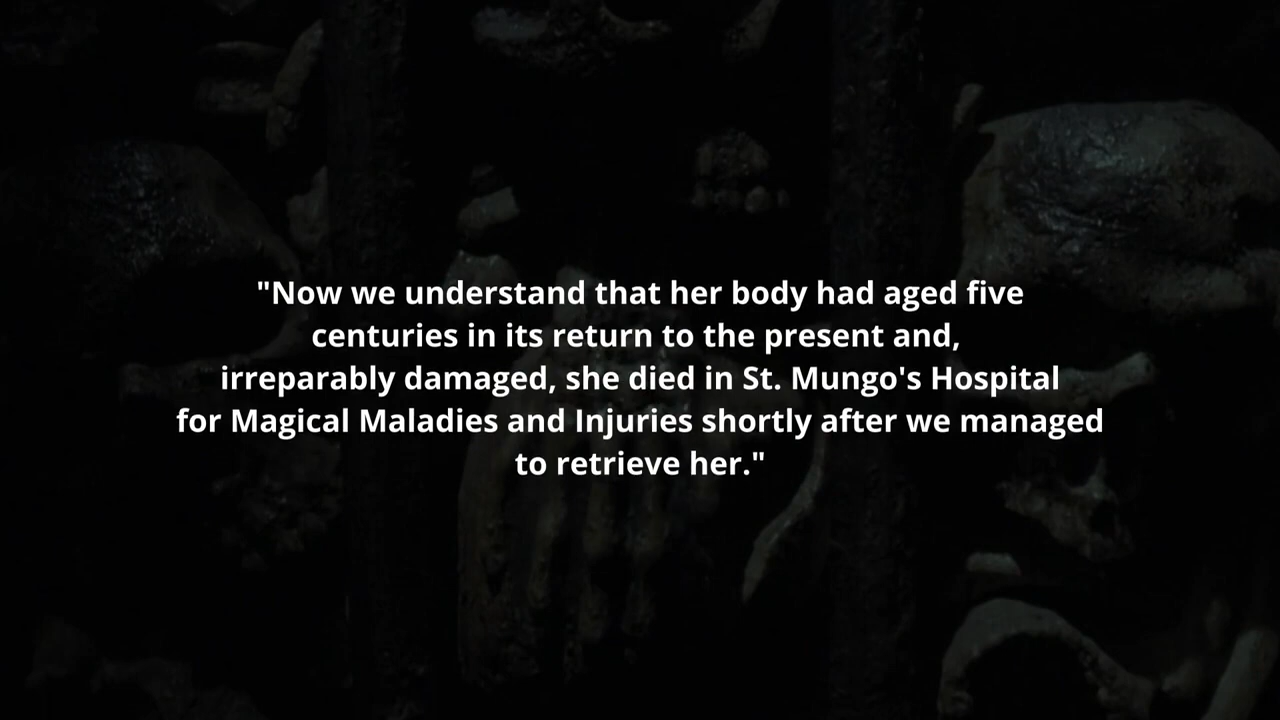 "Now we understand that her body had aged five
centuries in its return to the present and,
irreparably damaged, she died in St. Mungo's Hospital
for Magical Maladies and Injuries shortly after we managed
to retrieve her."